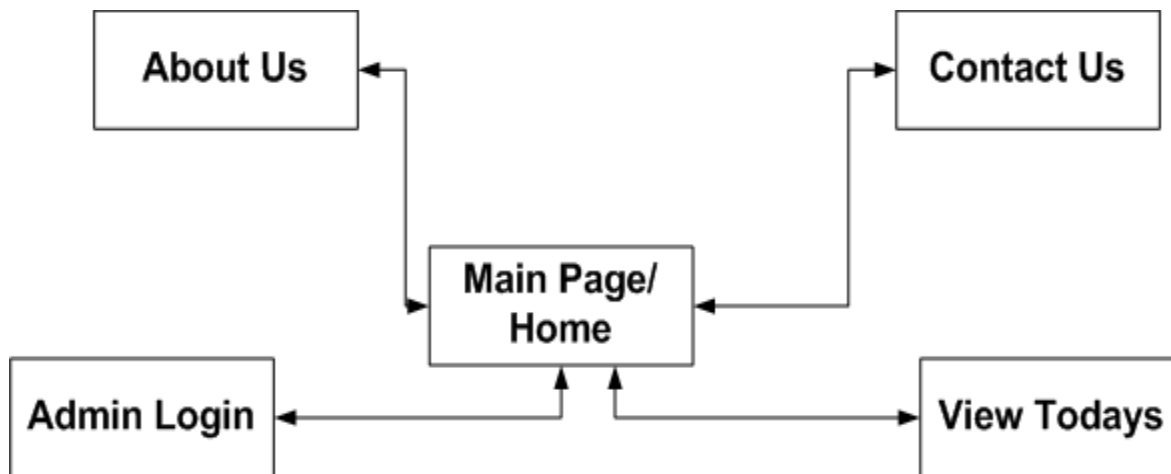 About Us
Contact Us
Main Page/
Home
Admin Login
View Todays